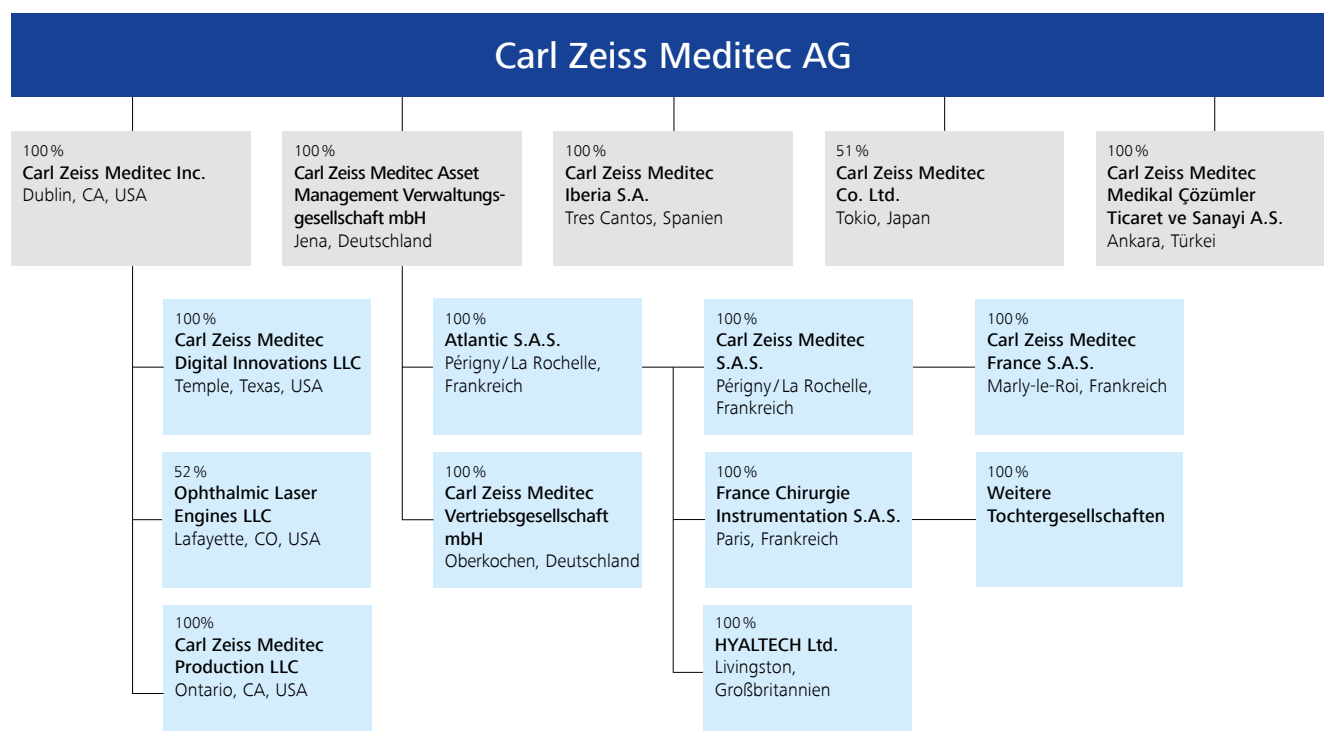 Carl Zeiss Meditec AG
100 %
Carl Zeiss Meditec Inc.
Dublin, CA, USA
100 %
Carl Zeiss Meditec Asset
Management Verwaltungs-
gesellschaft mbH
Jena, Deutschland
100 %
Carl Zeiss Meditec
Iberia S.A.
Tres Cantos, Spanien
51 %
Carl Zeiss Meditec
Co. Ltd.
Tokio, Japan
100 %
Carl Zeiss Meditec
Medikal Çözümler
Ticaret ve Sanayi A.S.
Ankara, Türkei
100 %
Carl Zeiss Meditec
Digital Innovations LLC
Temple, Texas, USA
100 %
Atlantic S.A.S.
Périgny / La Rochelle,
Frankreich
100 %
Carl Zeiss Meditec
S.A.S.
Périgny / La Rochelle,
Frankreich
100 %
Carl Zeiss Meditec
France S.A.S.
Marly-le-Roi, Frankreich
52 %
Ophthalmic Laser
Engines LLC
Lafayette, CO, USA
100 %
Carl Zeiss Meditec
Vertriebsgesellschaft
mbH
Oberkochen, Deutschland
100 %
France Chirurgie
Instrumentation S.A.S.
Paris, Frankreich
100 %
Weitere
Tochtergesellschaften
100%
Carl Zeiss Meditec
Production LLC
Ontario, CA, USA
100 %
HYALTECH Ltd.
Livingston,
Großbritannien